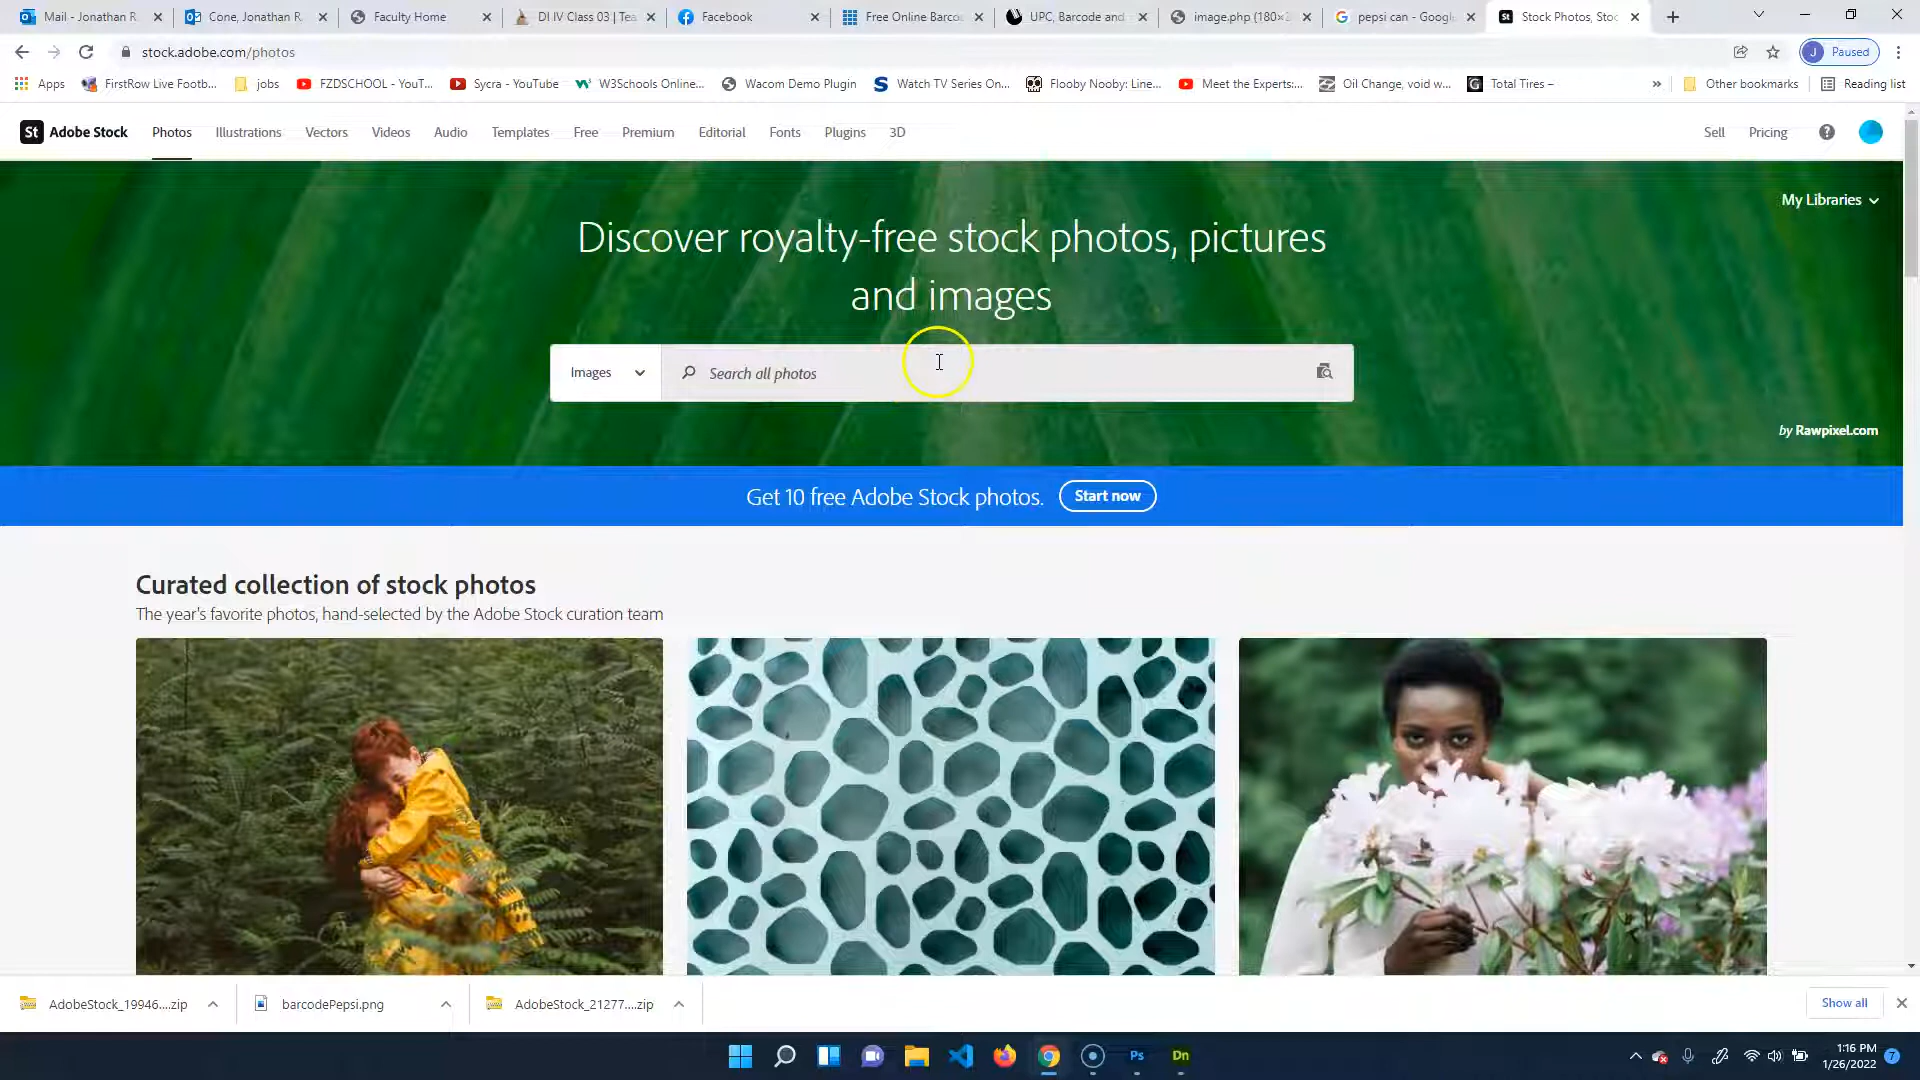 Mail - Jonathan R
Cone, Jonathan R.
Faculty Home
DI IV Class 03 | Tea
Facebook
Free Online Barco
UPC, Barcode and
image.php (180×2
pepsi can - Google
Stock Photos, Stoc
stock.adobe.com/photos
J Paused
Apps
FirstRow Live Footb...
jobs
FZDSCHOOL - YouT...
Sycra - YouTube
W3Schools Online...
Wacom Demo Plugin
Watch TV Series On...
Flooby Nooby: Line...
Meet the Experts:...
Oil Change, void w...
Total Tires –
»
Other bookmarks
Reading list
St Adobe Stock
Photos
Illustrations
Vectors
Videos
Audio
Templates
Free
Premium
Editorial
Fonts
Plugins
3D
Sell
Pricing
My Libraries
Discover royalty-free stock photos, pictures
and images
Images
Search all photos
by Rawpixel.com
Get 10 free Adobe Stock photos.
Start now
Curated collection of stock photos
The year's favorite photos, hand-selected by the Adobe Stock curation team
AdobeStock_19946....zip
barcodePepsi.png
AdobeStock_21277....zip
Show all
Ps
Dn
1:16 PM
1/26/2022
7